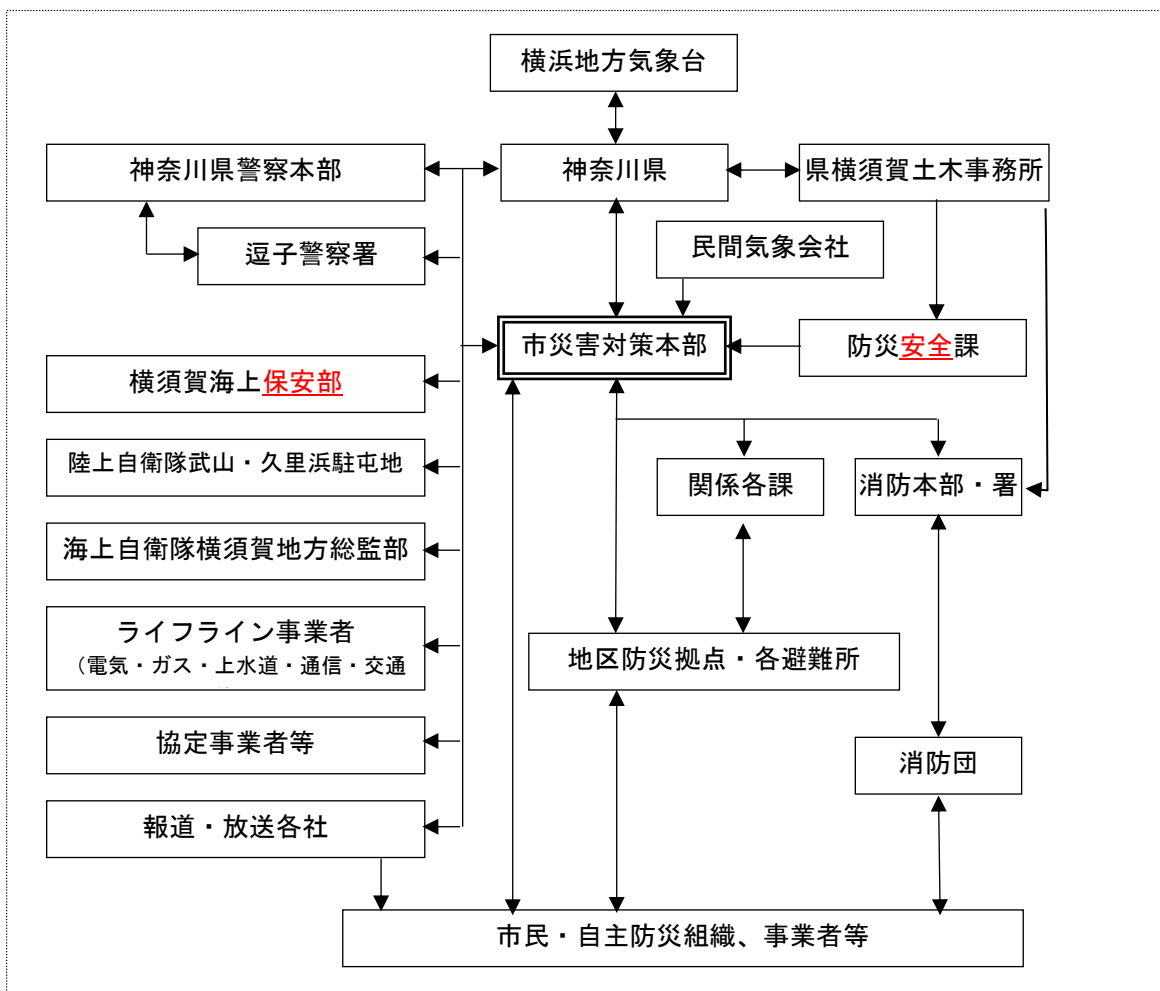 横浜地方気象台
神奈川県警察本部
神奈川県
県横須賀土木事務所
逗子警察署
民間気象会社
市災害対策本部
防災安全課
横須賀海上保安部
陸上自衛隊武山・久里浜駐屯地
関係各課
消防本部・署
海上自衛隊横須賀地方総監部
ライフライン事業者
（電気・ガス・上水道・通信・交通
地区防災拠点・各避難所
協定事業者等
消防団
報道・放送各社
市民・自主防災組織、事業者等